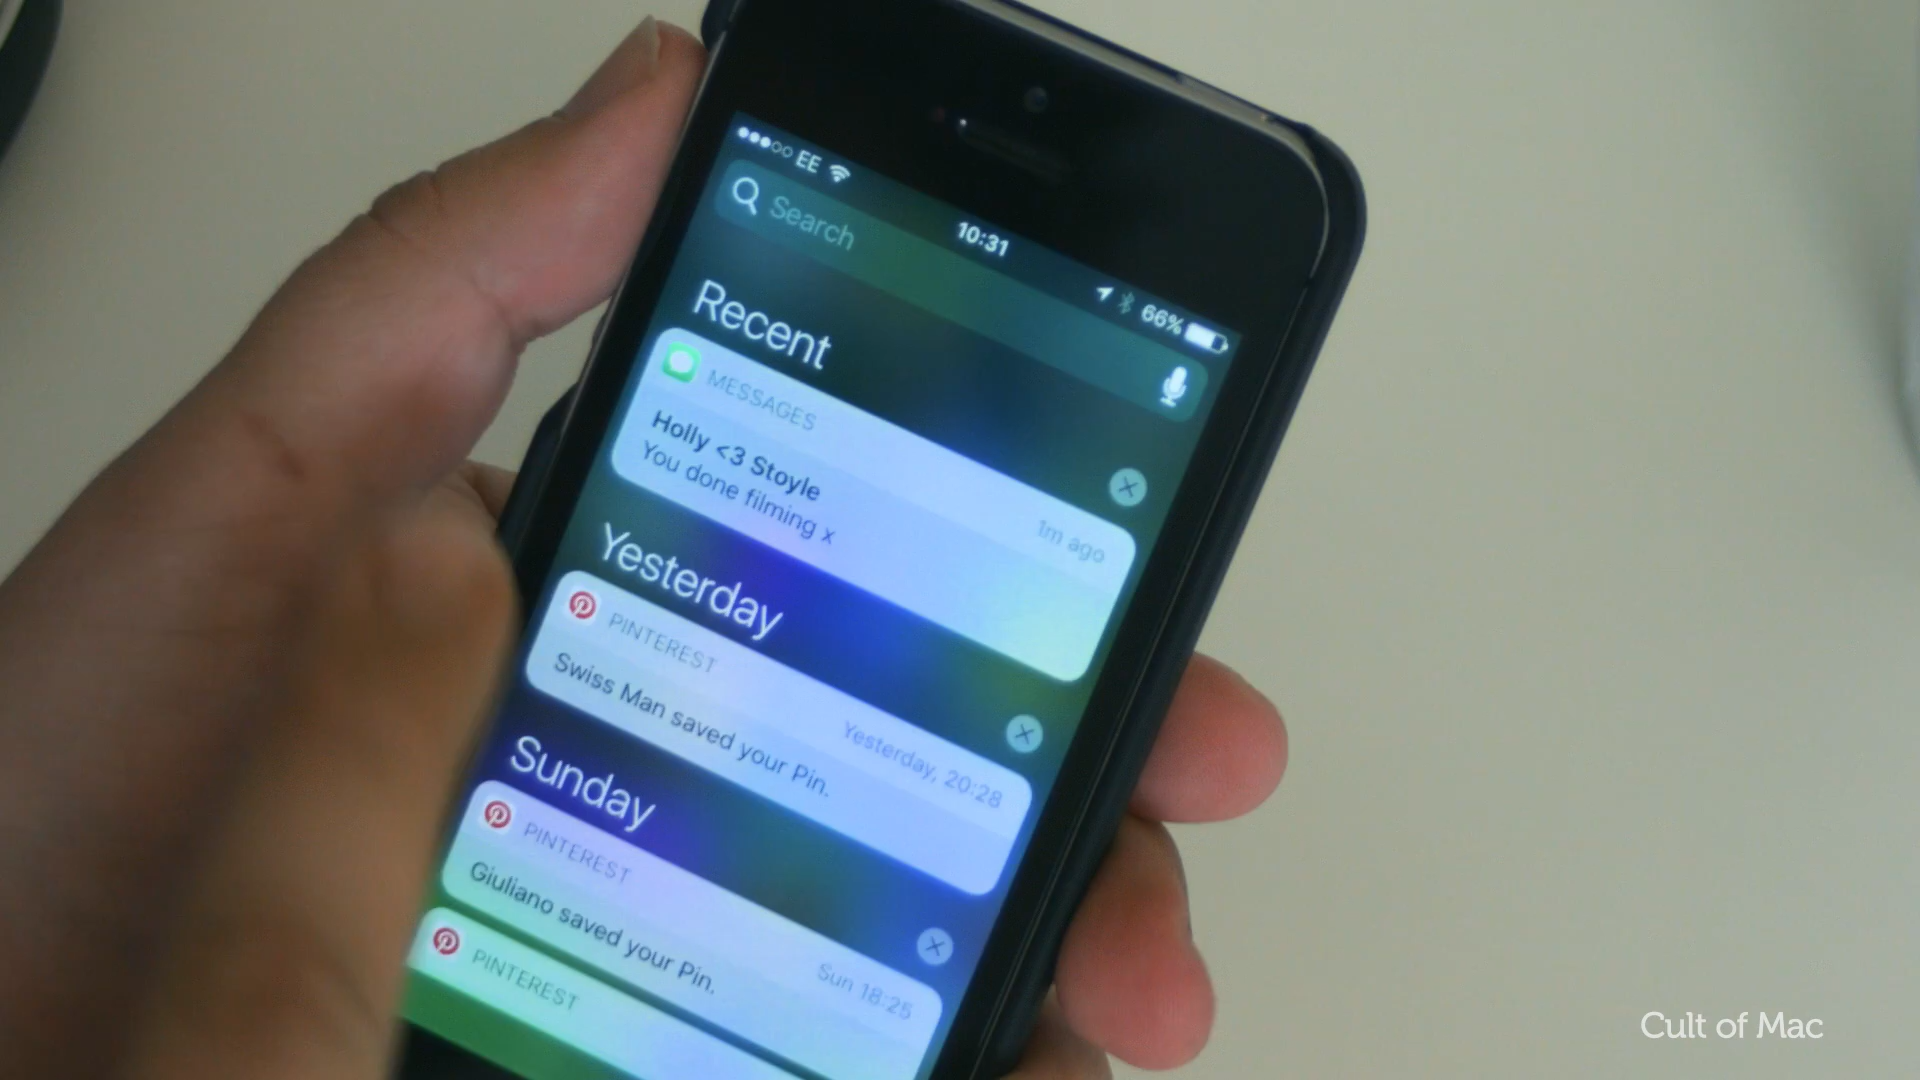 EE
10:31
66%
Search
Recent
MESSAGES
1m ago
Holly <3 Stoyle
You done filming x
Yesterday
PINTEREST
Yesterday, 20:28
Swiss Man saved your Pin.
Sunday
PINTEREST
Sun 18:25
Giuliano saved your Pin.
PINTEREST
Cult of Mac